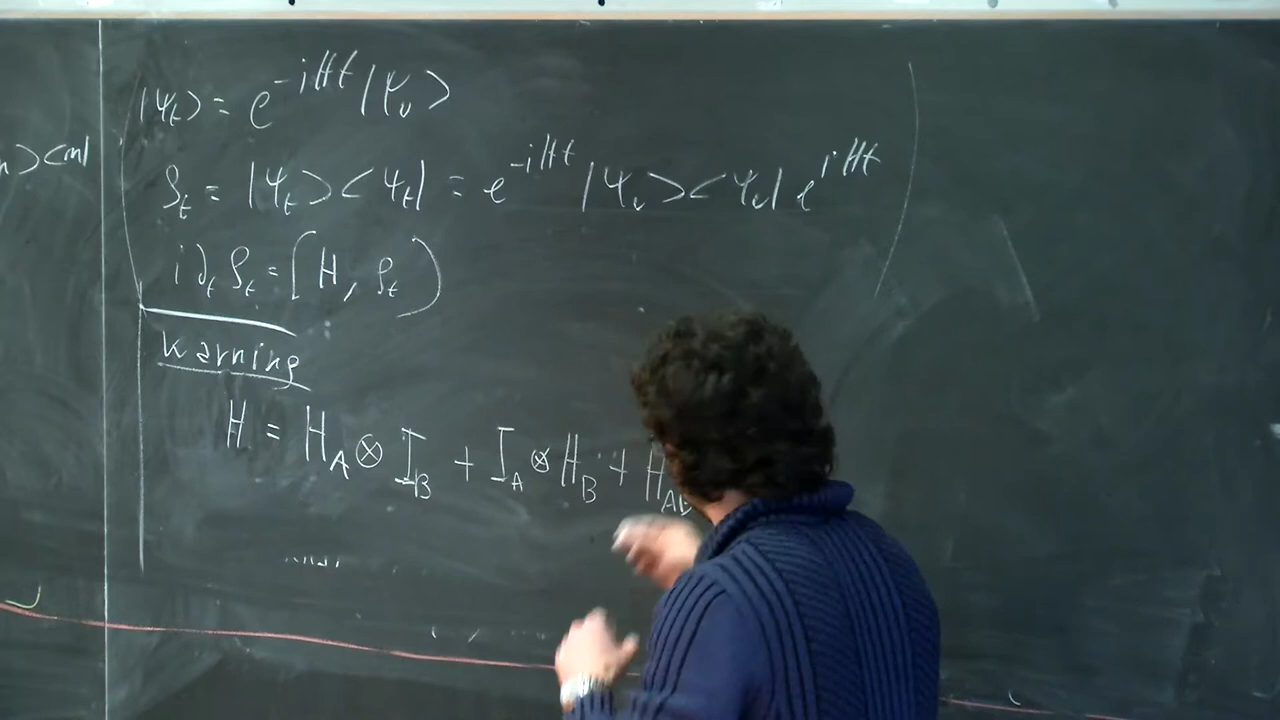 |ψ_t> = e^{-iHt} |ψ_0>
n><m|
ρ_t = |ψ_t><ψ_t| = e^{-iHt} |ψ_0><ψ_0| e^{iHt}
i∂_t ρ_t = [H, ρ_t]
Warning
H = H_A ⊗ I_B + I_A ⊗ H_B + H_AB